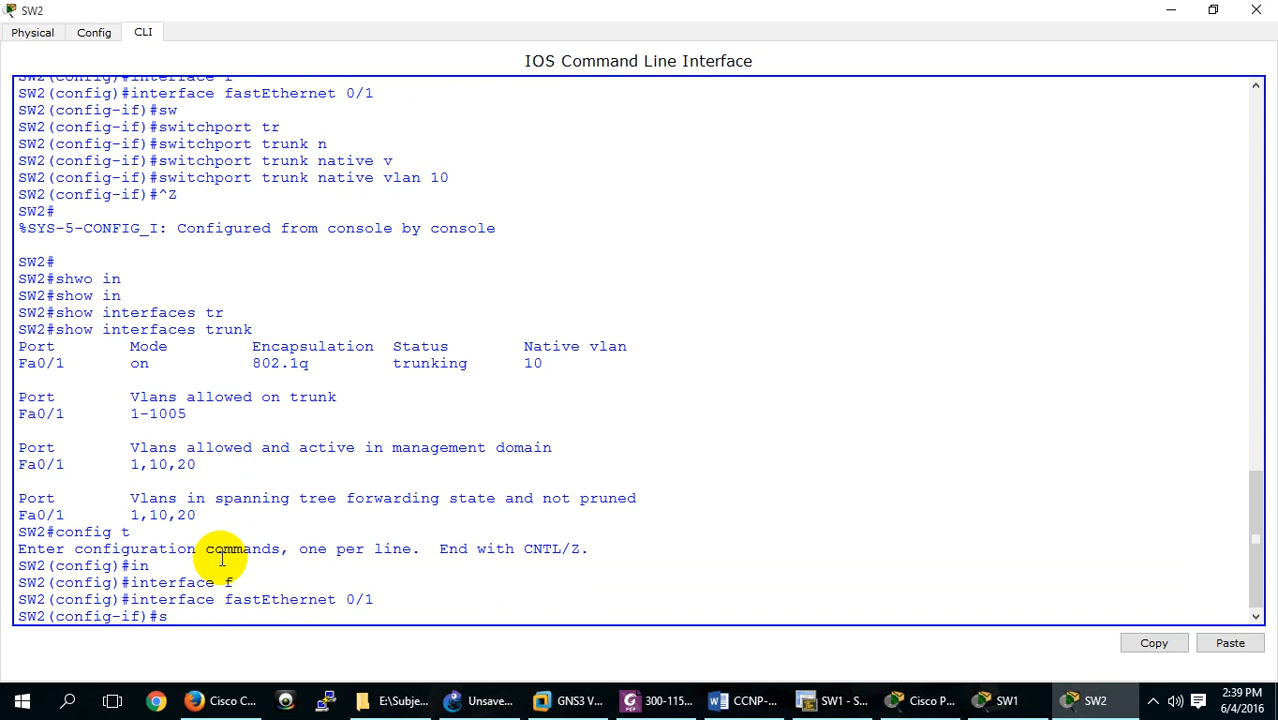 SW2
Physical
Config
CLI
IOS Command Line Interface
SW2(config)#interface f
SW2(config)#interface fastEthernet 0/1
SW2(config-if)#sw
SW2(config-if)#switchport tr
SW2(config-if)#switchport trunk n
SW2(config-if)#switchport trunk native v
SW2(config-if)#switchport trunk native vlan 10
SW2(config-if)#^Z
SW2#
%SYS-5-CONFIG_I: Configured from console by console
SW2#
SW2#shwo in
SW2#show in
SW2#show interfaces tr
SW2#show interfaces trunk
Port Mode Encapsulation Status Native vlan
Fa0/1 on 802.1q trunking 10
Port Vlans allowed on trunk
Fa0/1 1-1005
Port Vlans allowed and active in management domain
Fa0/1 1,10,20
Port Vlans in spanning tree forwarding state and not pruned
Fa0/1 1,10,20
SW2#config t
Enter configuration commands, one per line. End with CNTL/Z.
SW2(config)#in
SW2(config)#interface f
SW2(config)#interface fastEthernet 0/1
SW2(config-if)#s
Copy
Paste
Cisco C...
E:\Subje...
Unsave...
GNS3 V...
300-115...
CCNP-...
SW1 - S...
Cisco P...
SW1
SW2
2:39 PM
6/4/2016